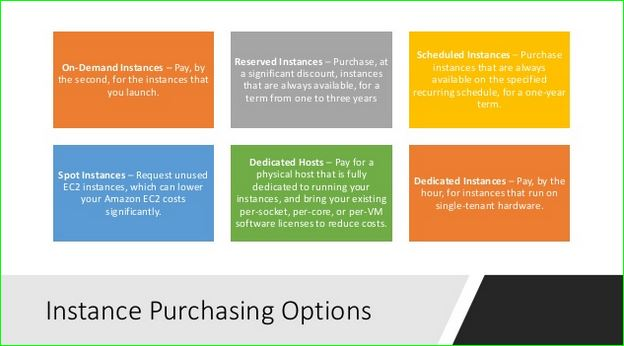 On-Demand Instances – Pay, by
the second, for the instances that
you launch.
Reserved Instances – Purchase, at
a significant discount, instances
that are always available, for a
term from one to three years
Scheduled Instances – Purchase
instances that are always
available on the specified
recurring schedule, for a one-year
term.
Spot Instances – Request unused
EC2 instances, which can lower
your Amazon EC2 costs
significantly.
Dedicated Hosts – Pay for a
physical host that is fully
dedicated to running your
instances, and bring your existing
per-socket, per-core, or per-VM
software licenses to reduce costs.
Dedicated Instances – Pay, by the
hour, for instances that run on
single-tenant hardware.
Instance Purchasing Options